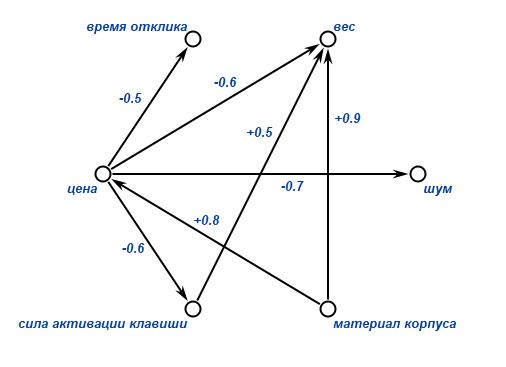 время отклика
вес
-0.5
-0.6
+0.5
+0.9
цена
-0.7
шум
+0.8
-0.6
сила активации клавиши
материал корпуса